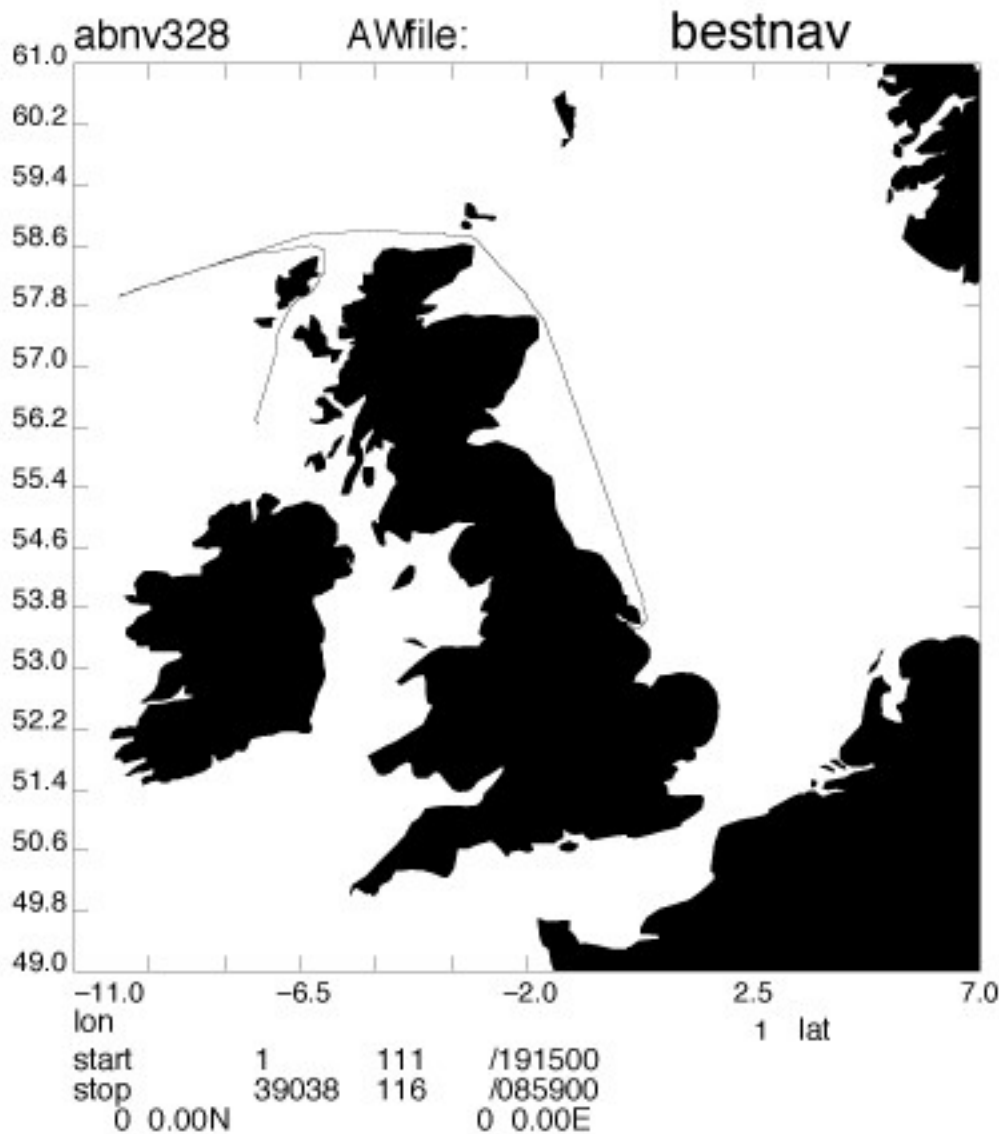 abnv328 AWfile: bestnav
61.0
60.2
59.4
58.6
57.8
57.0
56.2
55.4
54.6
53.8
53.0
52.2
51.4
50.6
49.8
49.0
−11.0 −6.5 −2.0 2.5 7.0
lon 1 lat
start 1 111 /191500
stop 39038 116 /085900
0 0.00N 0 0.00E